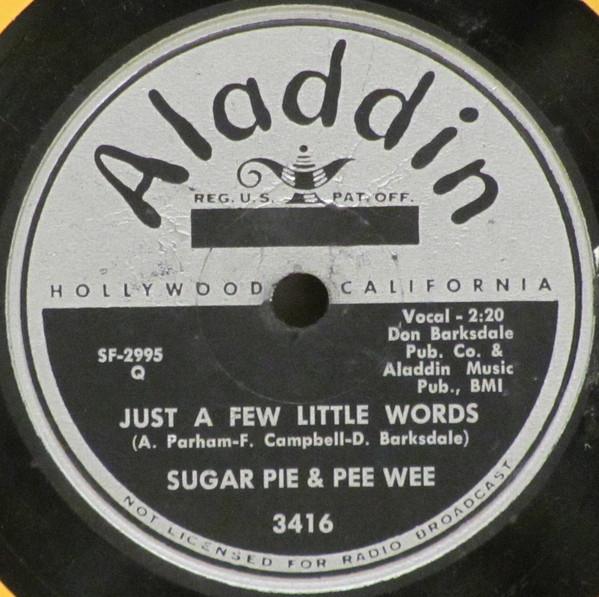 Aladdin
REG. U.S. PAT. OFF.
HOLLYWOOD CALIFORNIA
Vocal - 2:20
Don Barksdale
Pub. Co. &
Aladdin Music
Pub., BMI
SF-2995
Q
JUST A FEW LITTLE WORDS
(A. Parham-F. Campbell-D. Barksdale)
SUGAR PIE & PEE WEE
3416
NOT LICENSED FOR RADIO BROADCAST